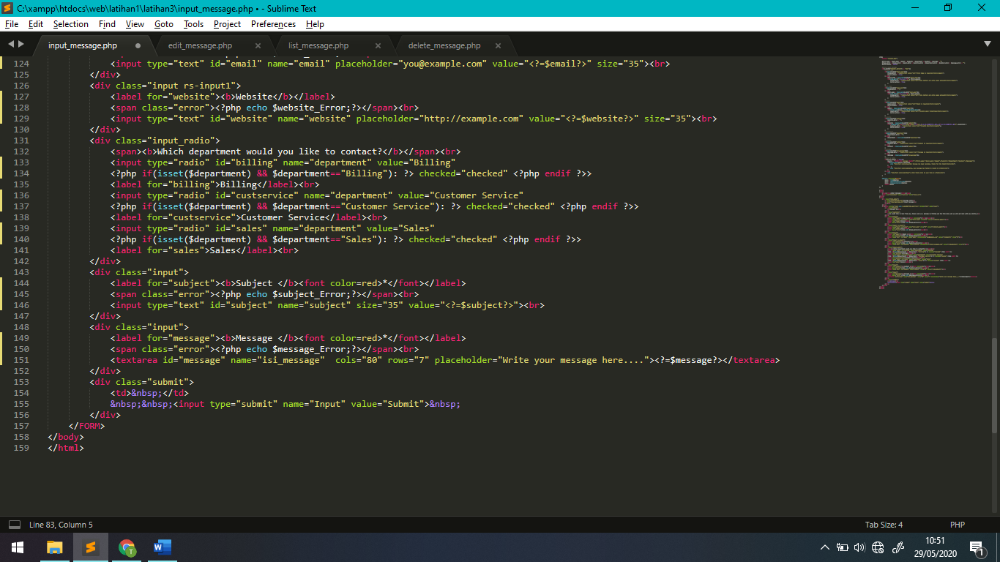 C:\xampp\htdocs\web\latihan1\latihan3\input_message.php • - Sublime Text
File Edit Selection Find View Goto Tools Project Preferences Help
input_message.php edit_message.php list_message.php delete_message.php
124 <input type="text" id="email" name="email" placeholder="you@example.com" value="<?=$email?>" size="35"><br>
125 </div>
126 <div class="input rs-input1">
127 <label for="website"><b>Website</b></label>
128 <span class="error"><?php echo $website_Error;?></span><br>
129 <input type="text" id="website" name="website" placeholder="http://example.com" value="<?=$website?>" size="35"><br>
130 </div>
131 <div class="input_radio">
132 <span><b>Which department would you like to contact?</b></span><br>
133 <input type="radio" id="billing" name="department" value="Billing"
134 <?php if(isset($department) && $department=="Billing"): ?> checked="checked" <?php endif ?>>
135 <label for="billing">Billing</label><br>
136 <input type="radio" id="custservice" name="department" value="Customer Service"
137 <?php if(isset($department) && $department=="Customer Service"): ?> checked="checked" <?php endif ?>>
138 <label for="custservice">Customer Service</label><br>
139 <input type="radio" id="sales" name="department" value="Sales"
140 <?php if(isset($department) && $department=="Sales"): ?> checked="checked" <?php endif ?>>
141 <label for="sales">Sales</label><br>
142 </div>
143 <div class="input">
144 <label for="subject"><b>Subject </b><font color=red>*</font></label>
145 <span class="error"><?php echo $subject_Error;?></span><br>
146 <input type="text" id="subject" name="subject" size="35" value="<?=$subject?>"><br>
147 </div>
148 <div class="input">
149 <label for="message"><b>Message </b><font color=red>*</font></label>
150 <span class="error"><?php echo $message_Error;?></span><br>
151 <textarea id="message" name="isi_message"  cols="80" rows="7" placeholder="Write your message here...."><?=$message?></textarea>
152 </div>
153 <div class="submit">
154 <td>&nbsp;</td>
155 &nbsp;&nbsp;<input type="submit" name="Input" value="Submit">&nbsp;
156 </div>
157 </FORM>
158 </body>
159 </html>
Line 83, Column 5 Tab Size: 4 PHP
10:51
29/05/2020
1